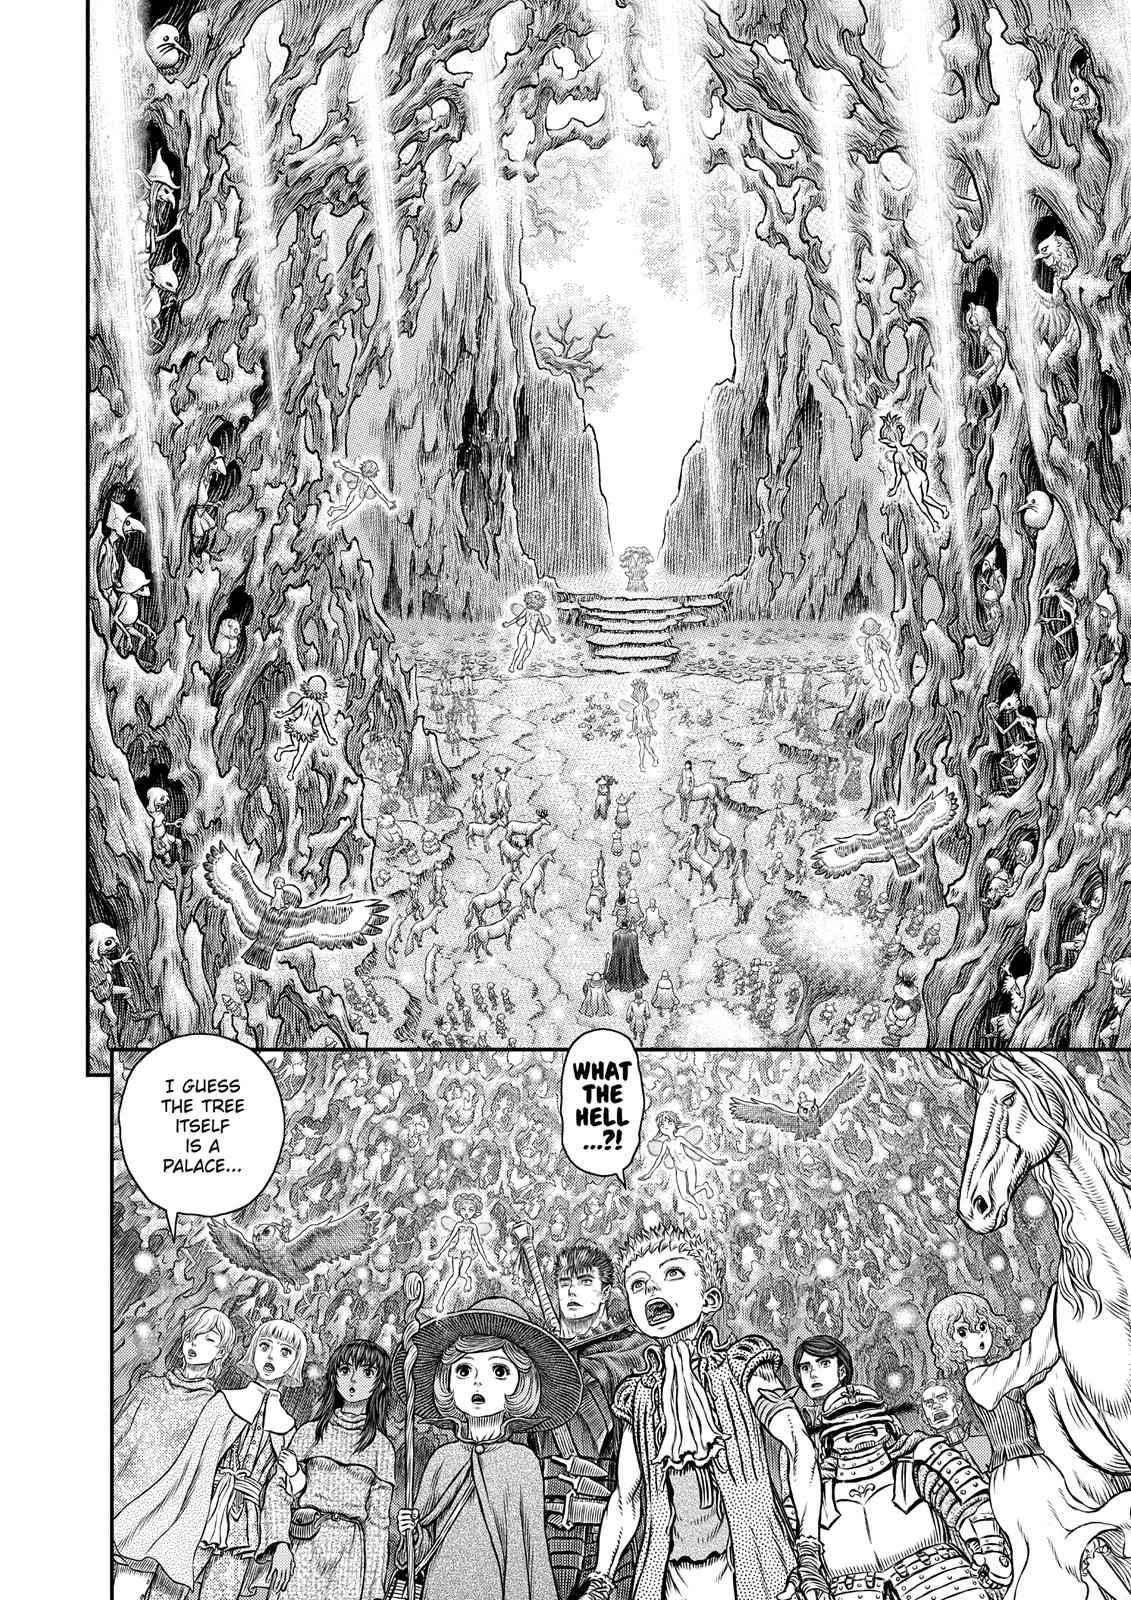 WHAT
THE
HELL
...?!
I GUESS
THE TREE
ITSELF
IS A
PALACE...